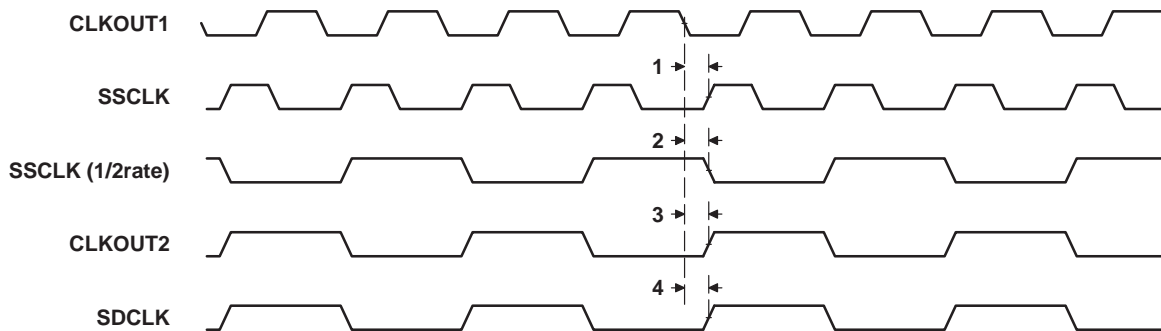 CLKOUT1
1
SSCLK
2
SSCLK (1/2rate)
3
CLKOUT2
4
SDCLK